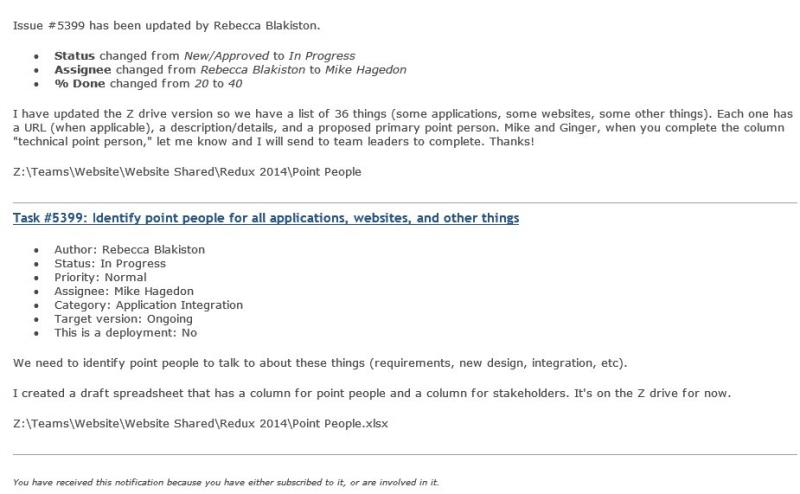 Issue #5399 has been updated by Rebecca Blakiston.
• Status changed from New/Approved to In Progress
• Assignee changed from Rebecca Blakiston to Mike Hagedon
• % Done changed from 20 to 40
I have updated the Z drive version so we have a list of 36 things (some applications, some websites, some other things). Each one has
a URL (when applicable), a description/details, and a proposed primary point person. Mike and Ginger, when you complete the column
"technical point person," let me know and I will send to team leaders to complete. Thanks!
Z:\Teams\Website\Website Shared\Redux 2014\Point People
Task #5399: Identify point people for all applications, websites, and other things
• Author: Rebecca Blakiston
• Status: In Progress
• Priority: Normal
• Assignee: Mike Hagedon
• Category: Application Integration
• Target version: Ongoing
• This is a deployment: No
We need to identify point people to talk to about these things (requirements, new design, integration, etc).
I created a draft spreadsheet that has a column for point people and a column for stakeholders. It's on the Z drive for now.
Z:\Teams\Website\Website Shared\Redux 2014\Point People.xlsx
You have received this notification because you have either subscribed to it, or are involved in it.